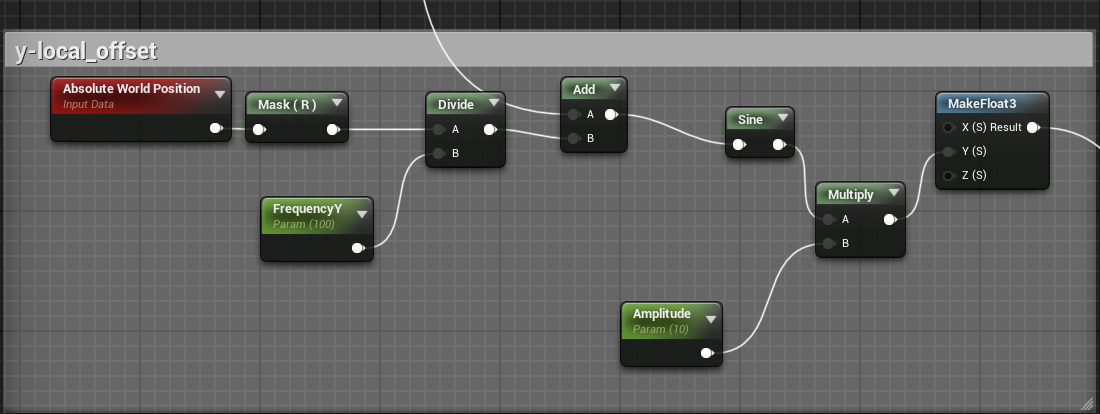 y-local_offset
Absolute World Position
Input Data
Mask ( R )
Divide
A
B
FrequencyY
Param (100)
Add
A
B
Sine
Multiply
A
B
Amplitude
Param (10)
MakeFloat3
X (S) Result
Y (S)
Z (S)